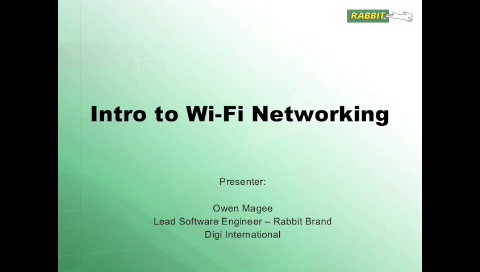 RABBIT
Intro to Wi-Fi Networking
Presenter:
Owen Magee
Lead Software Engineer – Rabbit Brand
Digi International